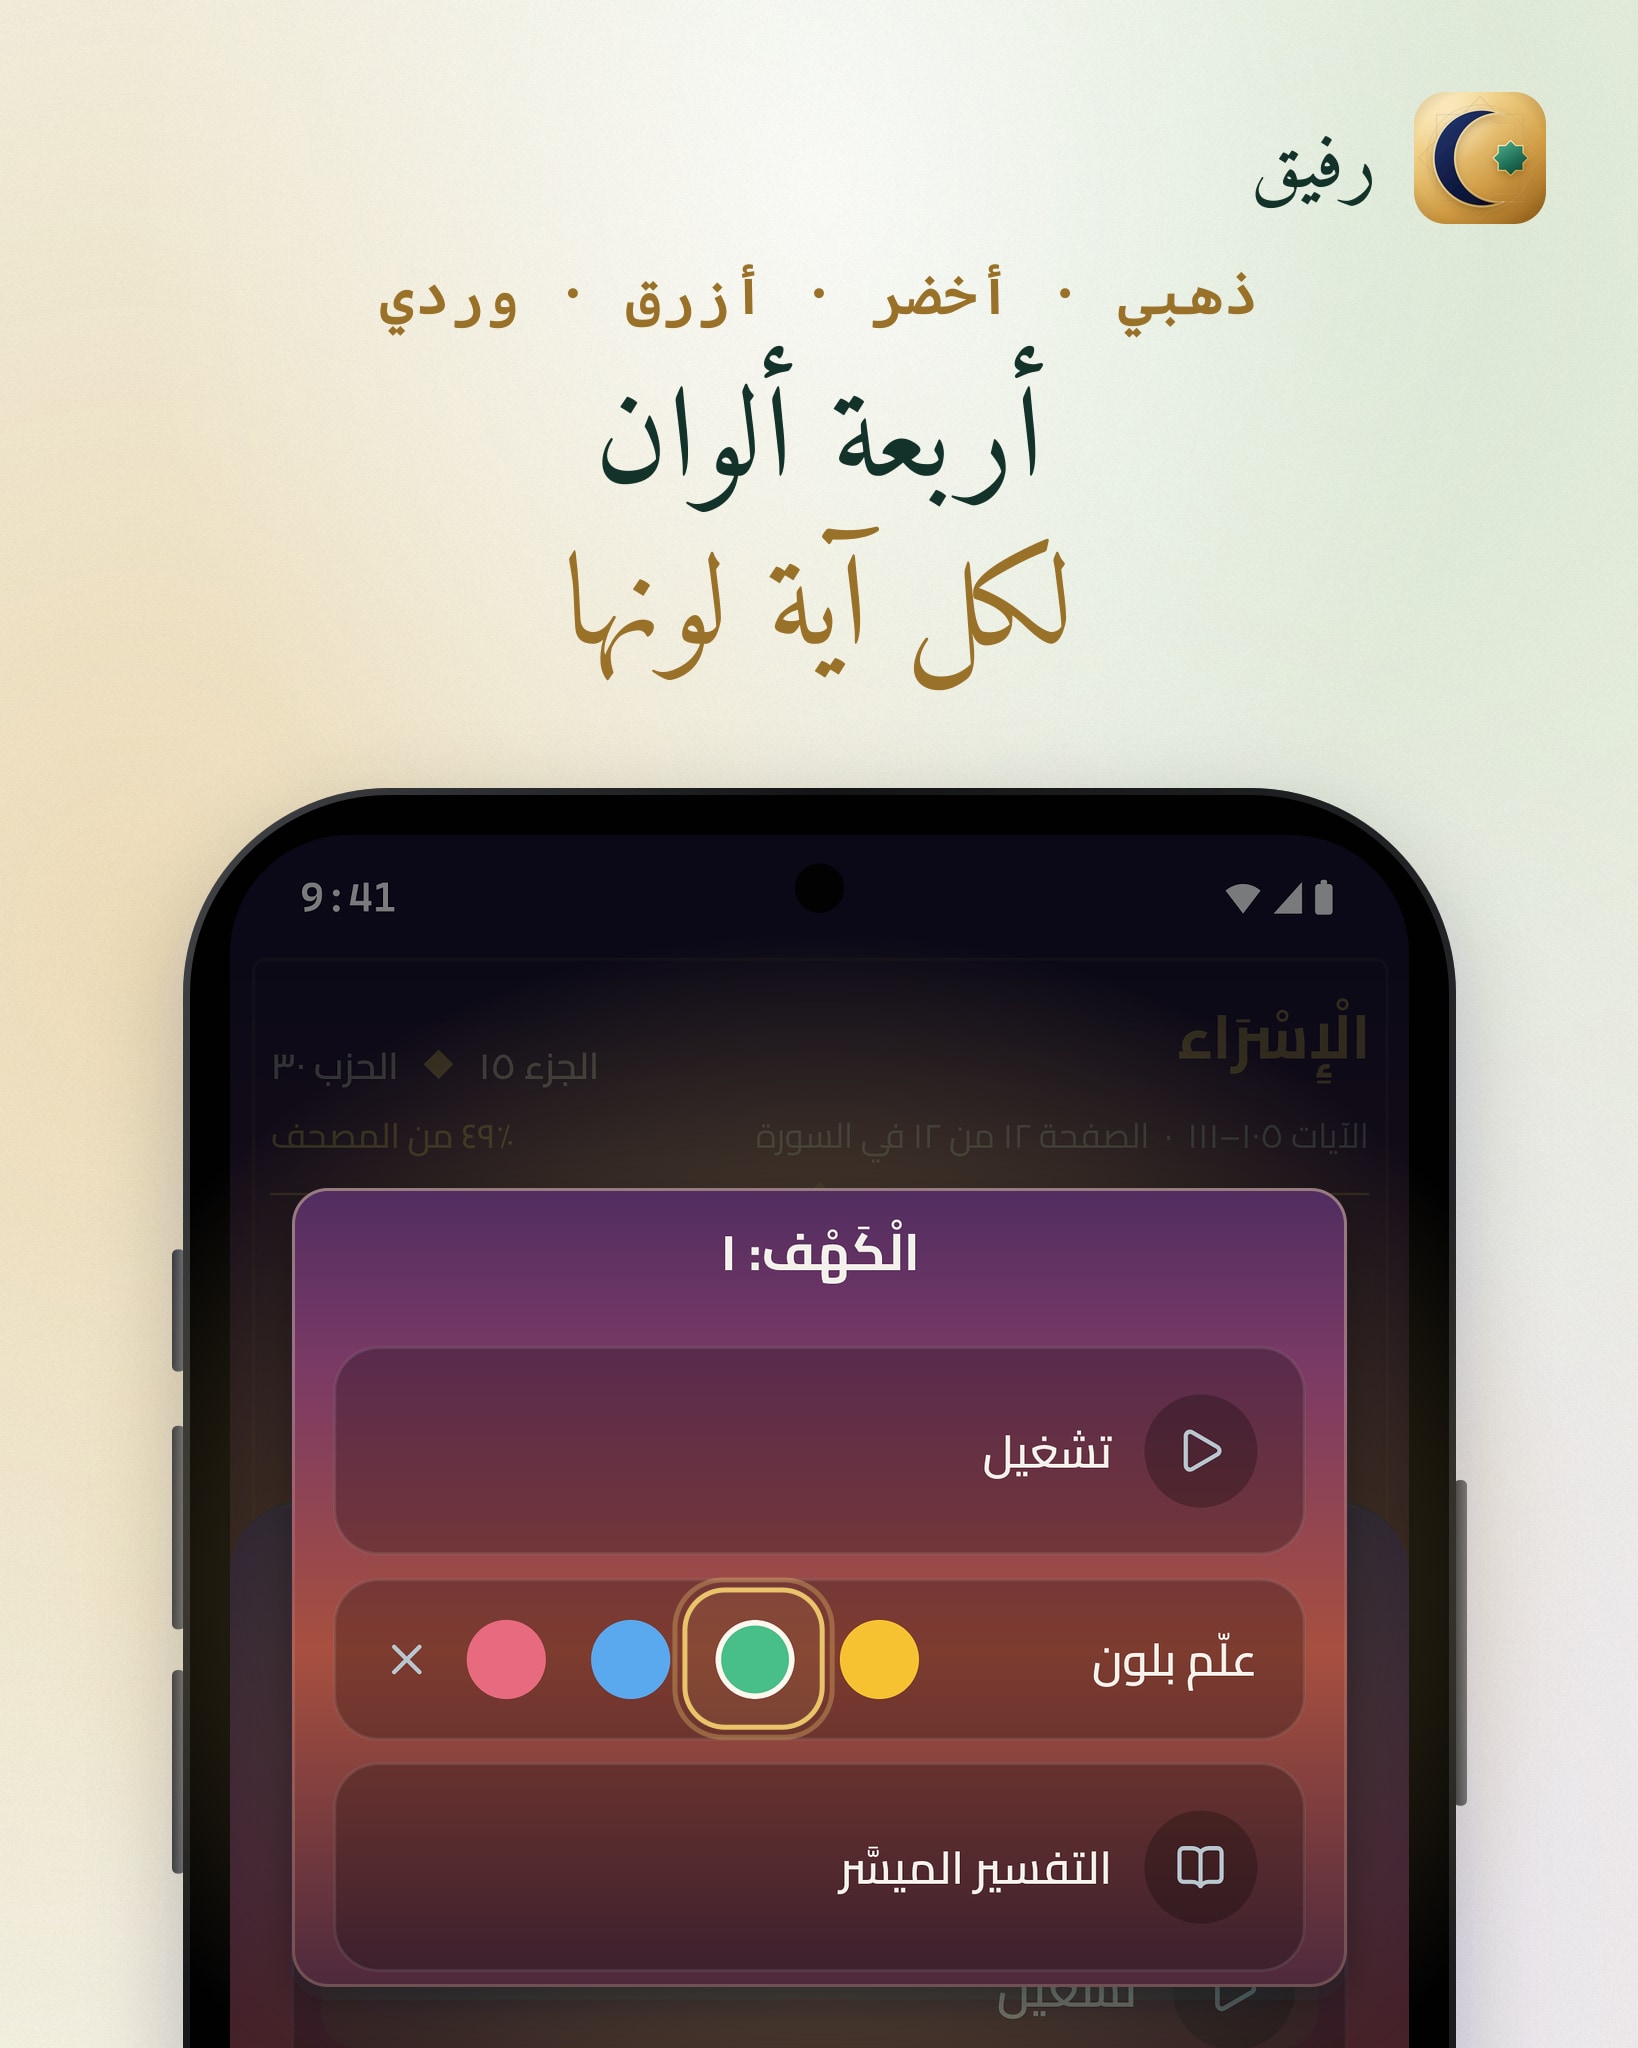 رفيق
ذهبي · أخضر · أزرق · وردي
أربعة ألوان
لكل آية لونها
9:41
الْإِسْرَاء
الجزء ١٥ ◆ الحزب ٣٠
الآيات ١٠٥–١١١ · الصفحة ١٢ من ١٢ في السورة
٤٩٪ من المصحف
الْكَهْف: ١
تشغيل
علّم بلون
التفسير الميسَّر
تشغيل